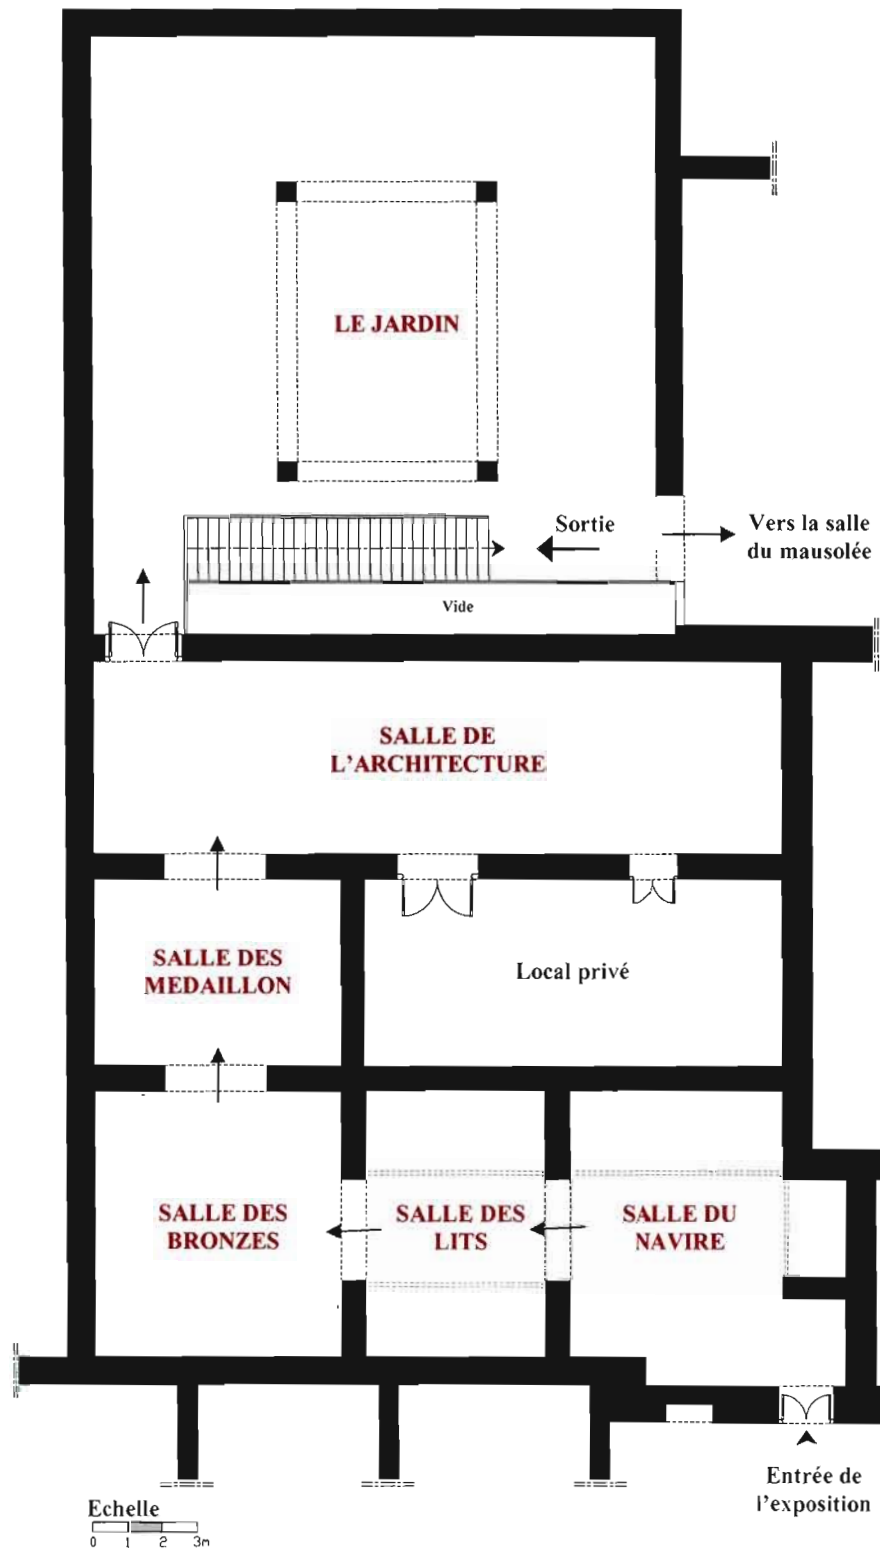 LE JARDIN
Sortie
Vers la salle
du mausolée
Vide
SALLE DE
L'ARCHITECTURE
SALLE DES
MEDAILLON
Local privé
SALLE DES
BRONZES
SALLE DES
LITS
SALLE DU
NAVIRE
Entrée de
l'exposition
Echelle
0 1 2 3m